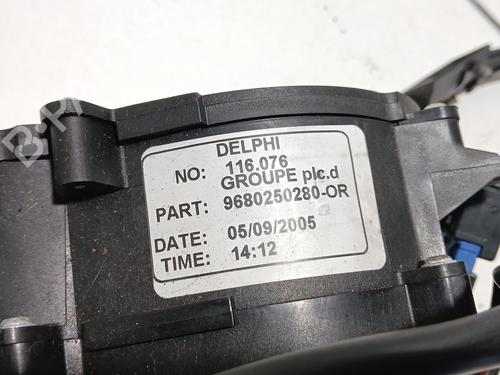 DELPHI
NO: 116.076
GROUPE plc.d
PART: 9680250280-OR
DATE: 05/09/2005
TIME: 14:12